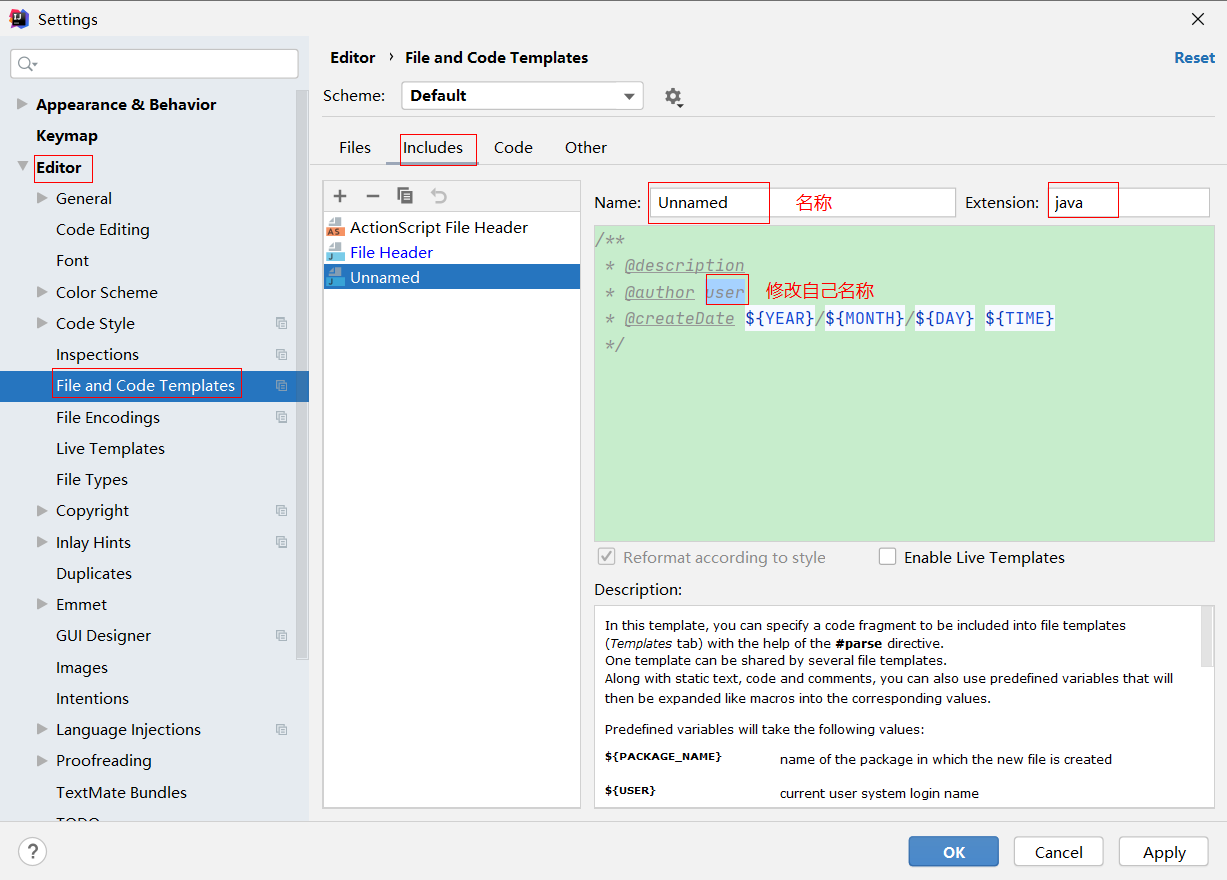 Settings
Editor › File and Code Templates
Reset
Scheme: Default
Appearance & Behavior
Keymap
Editor
General
Code Editing
Font
Color Scheme
Code Style
Inspections
File and Code Templates
File Encodings
Live Templates
File Types
Copyright
Inlay Hints
Duplicates
Emmet
GUI Designer
Images
Intentions
Language Injections
Proofreading
TextMate Bundles
TODO
Files Includes Code Other
ActionScript File Header
File Header
Unnamed
Name: Unnamed 名称 Extension: java
/**
* @description
* @author user 修改自己名称
* @createDate ${YEAR}/${MONTH}/${DAY} ${TIME}
*/
Reformat according to style Enable Live Templates
Description:
In this template, you can specify a code fragment to be included into file templates
(Templates tab) with the help of the #parse directive.
One template can be shared by several file templates.
Along with static text, code and comments, you can also use predefined variables that will
then be expanded like macros into the corresponding values.
Predefined variables will take the following values:
${PACKAGE_NAME} name of the package in which the new file is created
${USER} current user system login name
? OK Cancel Apply